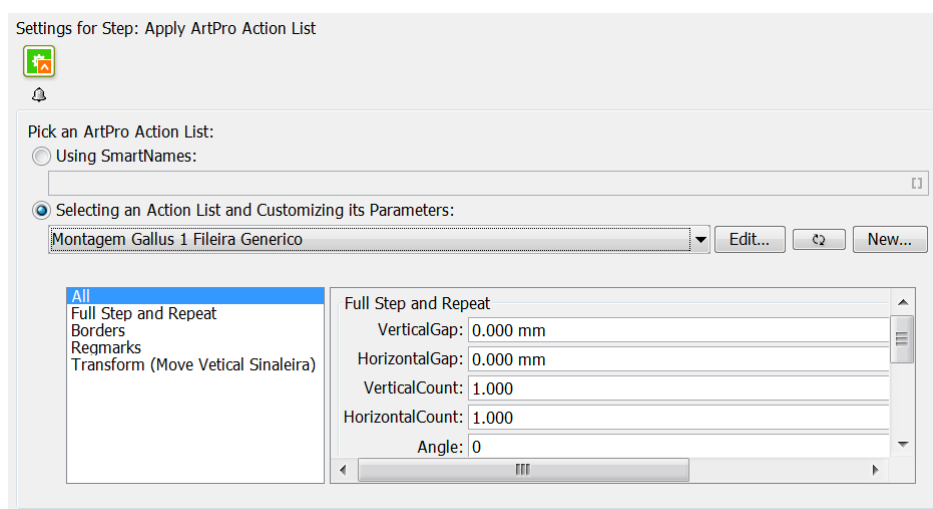 Settings for Step: Apply ArtPro Action List
Pick an ArtPro Action List:
Using SmartNames:
[]
Selecting an Action List and Customizing its Parameters:
Montagem Gallus 1 Fileira Generico
Edit...
New...
All
Full Step and Repeat
Borders
Regmarks
Transform (Move Vetical Sinaleira)
Full Step and Repeat
VerticalGap: 0.000 mm
HorizontalGap: 0.000 mm
VerticalCount: 1.000
HorizontalCount: 1.000
Angle: 0